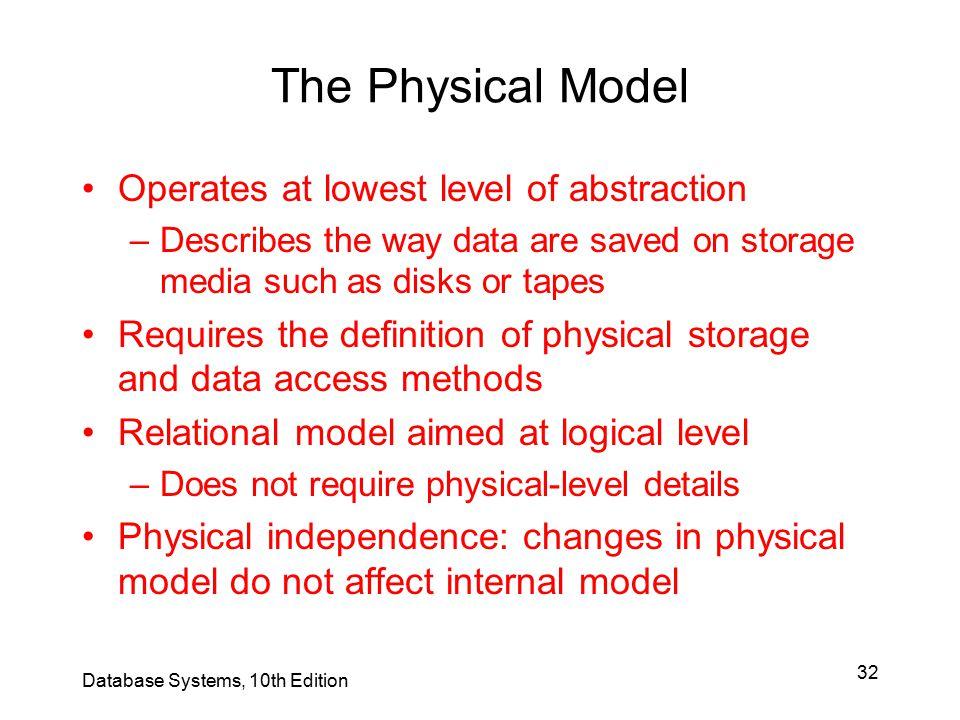 The Physical Model
• Operates at lowest level of abstraction
– Describes the way data are saved on storage
media such as disks or tapes
• Requires the definition of physical storage
and data access methods
• Relational model aimed at logical level
– Does not require physical-level details
• Physical independence: changes in physical
model do not affect internal model
Database Systems, 10th Edition
32